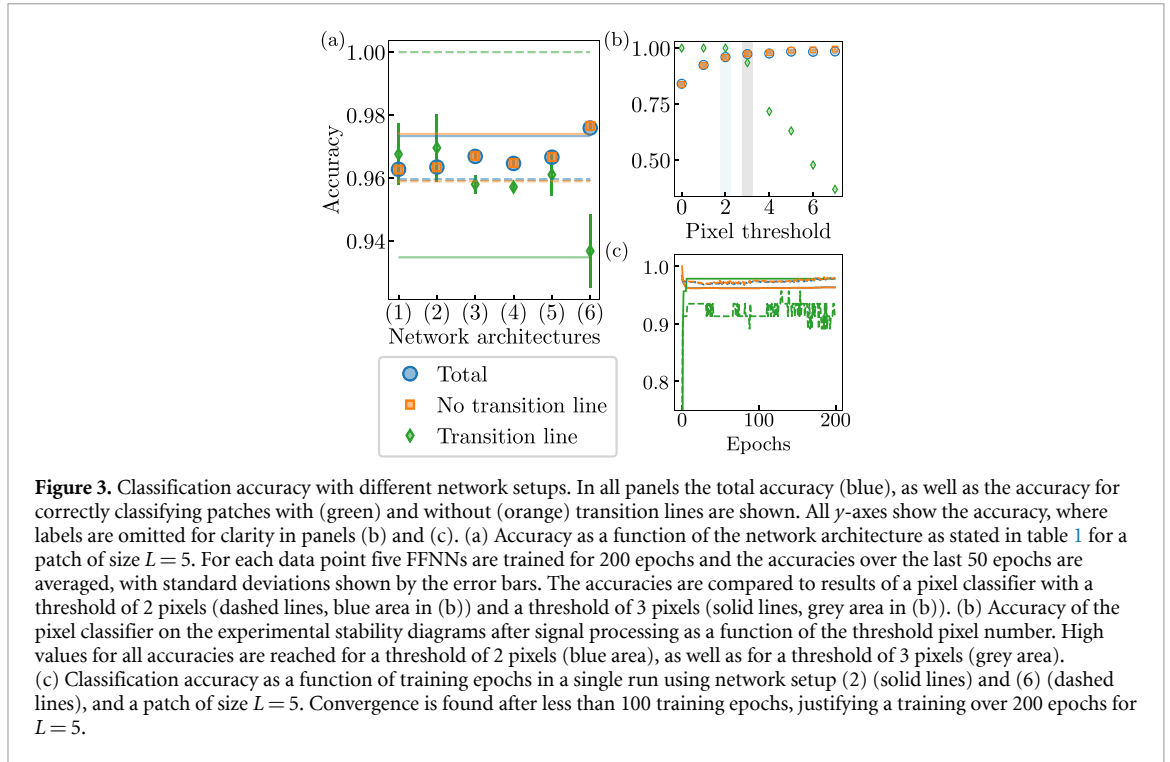 (a)
1.00
0.98
0.96
0.94
Accuracy
(1) (2) (3) (4) (5) (6)
Network architectures
(b)
1.00
0.75
0.50
0 2 4 6
Pixel threshold
(c)
1.0
0.9
0.8
0 100 200
Epochs
Total
No transition line
Transition line
Figure 3. Classification accuracy with different network setups. In all panels the total accuracy (blue), as well as the accuracy for
correctly classifying patches with (green) and without (orange) transition lines are shown. All y-axes show the accuracy, where
labels are omitted for clarity in panels (b) and (c). (a) Accuracy as a function of the network architecture as stated in table 1 for a
patch of size L = 5. For each data point five FFNNs are trained for 200 epochs and the accuracies over the last 50 epochs are
averaged, with standard deviations shown by the error bars. The accuracies are compared to results of a pixel classifier with a
threshold of 2 pixels (dashed lines, blue area in (b)) and a threshold of 3 pixels (solid lines, grey area in (b)). (b) Accuracy of the
pixel classifier on the experimental stability diagrams after signal processing as a function of the threshold pixel number. High
values for all accuracies are reached for a threshold of 2 pixels (blue area), as well as for a threshold of 3 pixels (grey area).
(c) Classification accuracy as a function of training epochs in a single run using network setup (2) (solid lines) and (6) (dashed
lines), and a patch of size L = 5. Convergence is found after less than 100 training epochs, justifying a training over 200 epochs for
L = 5.